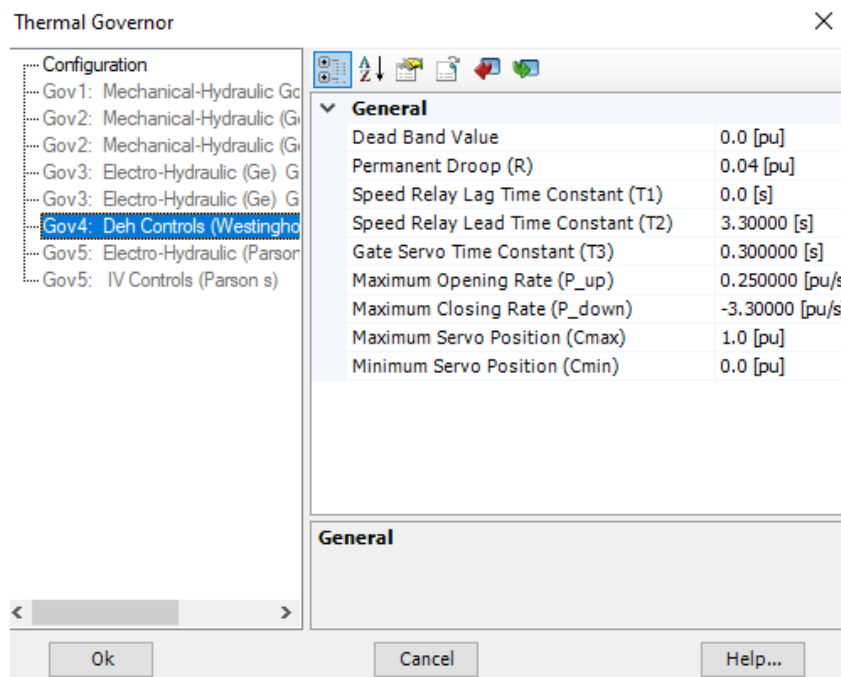 Thermal Governor
Configuration
Gov1: Mechanical-Hydraulic Gc
Gov2: Mechanical-Hydraulic (G
Gov2: Mechanical-Hydraulic (G
Gov3: Electro-Hydraulic (Ge) G
Gov3: Electro-Hydraulic (Ge) G
Gov4: Deh Controls (Westingho
Gov5: Electro-Hydraulic (Parson
Gov5: IV Controls (Parson s)
General
Dead Band Value 0.0 [pu]
Permanent Droop (R) 0.04 [pu]
Speed Relay Lag Time Constant (T1) 0.0 [s]
Speed Relay Lead Time Constant (T2) 3.30000 [s]
Gate Servo Time Constant (T3) 0.300000 [s]
Maximum Opening Rate (P_up) 0.250000 [pu/s
Maximum Closing Rate (P_down) -3.30000 [pu/s
Maximum Servo Position (Cmax) 1.0 [pu]
Minimum Servo Position (Cmin) 0.0 [pu]
General
Ok Cancel Help...